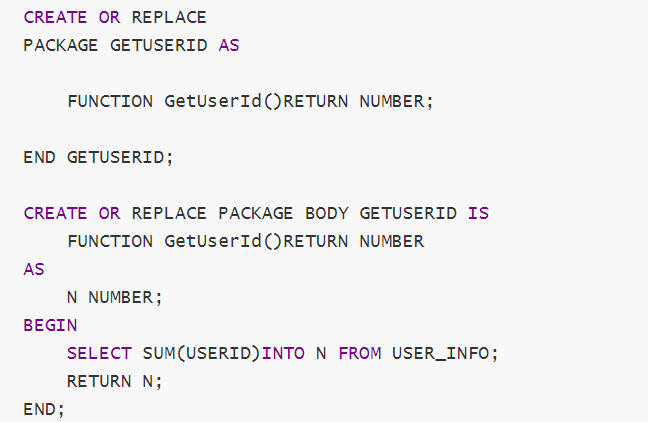 CREATE OR REPLACE
PACKAGE GETUSERID AS
FUNCTION GetUserId()RETURN NUMBER;
END GETUSERID;
CREATE OR REPLACE PACKAGE BODY GETUSERID IS
FUNCTION GetUserId()RETURN NUMBER
AS
N NUMBER;
BEGIN
SELECT SUM(USERID)INTO N FROM USER_INFO;
RETURN N;
END;